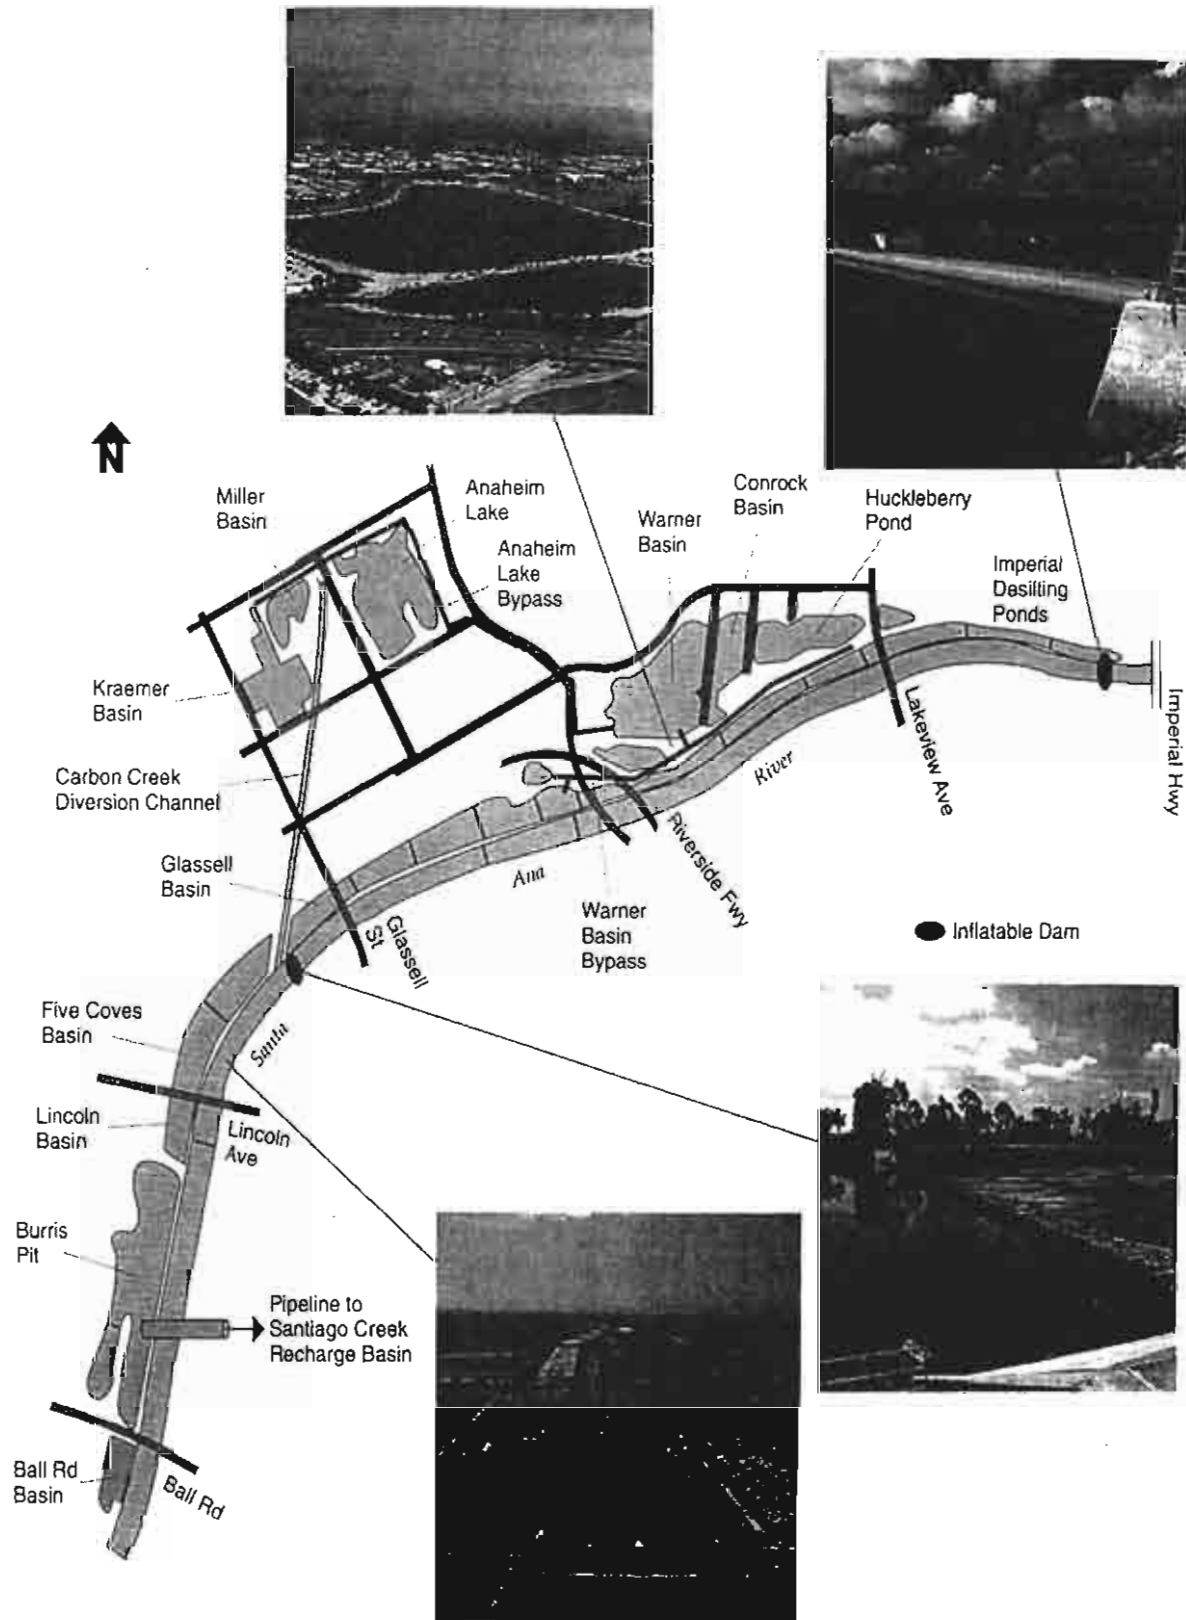 N
Miller
Basin
Anaheim
Lake
Anaheim
Lake
Bypass
Warner
Basin
Conrock
Basin
Huckleberry
Pond
Imperial
Desilting
Ponds
Kraemer
Basin
Carbon Creek
Diversion Channel
Glassell
Basin
Santa
Ana
River
Glassell
St
Riverside Fwy
Lakeview Ave
Imperial Hwy
Warner
Basin
Bypass
Inflatable Dam
Five Coves
Basin
Lincoln
Basin
Lincoln
Ave
Burris
Pit
Pipeline to
Santiago Creek
Recharge Basin
Ball Rd
Basin
Ball Rd